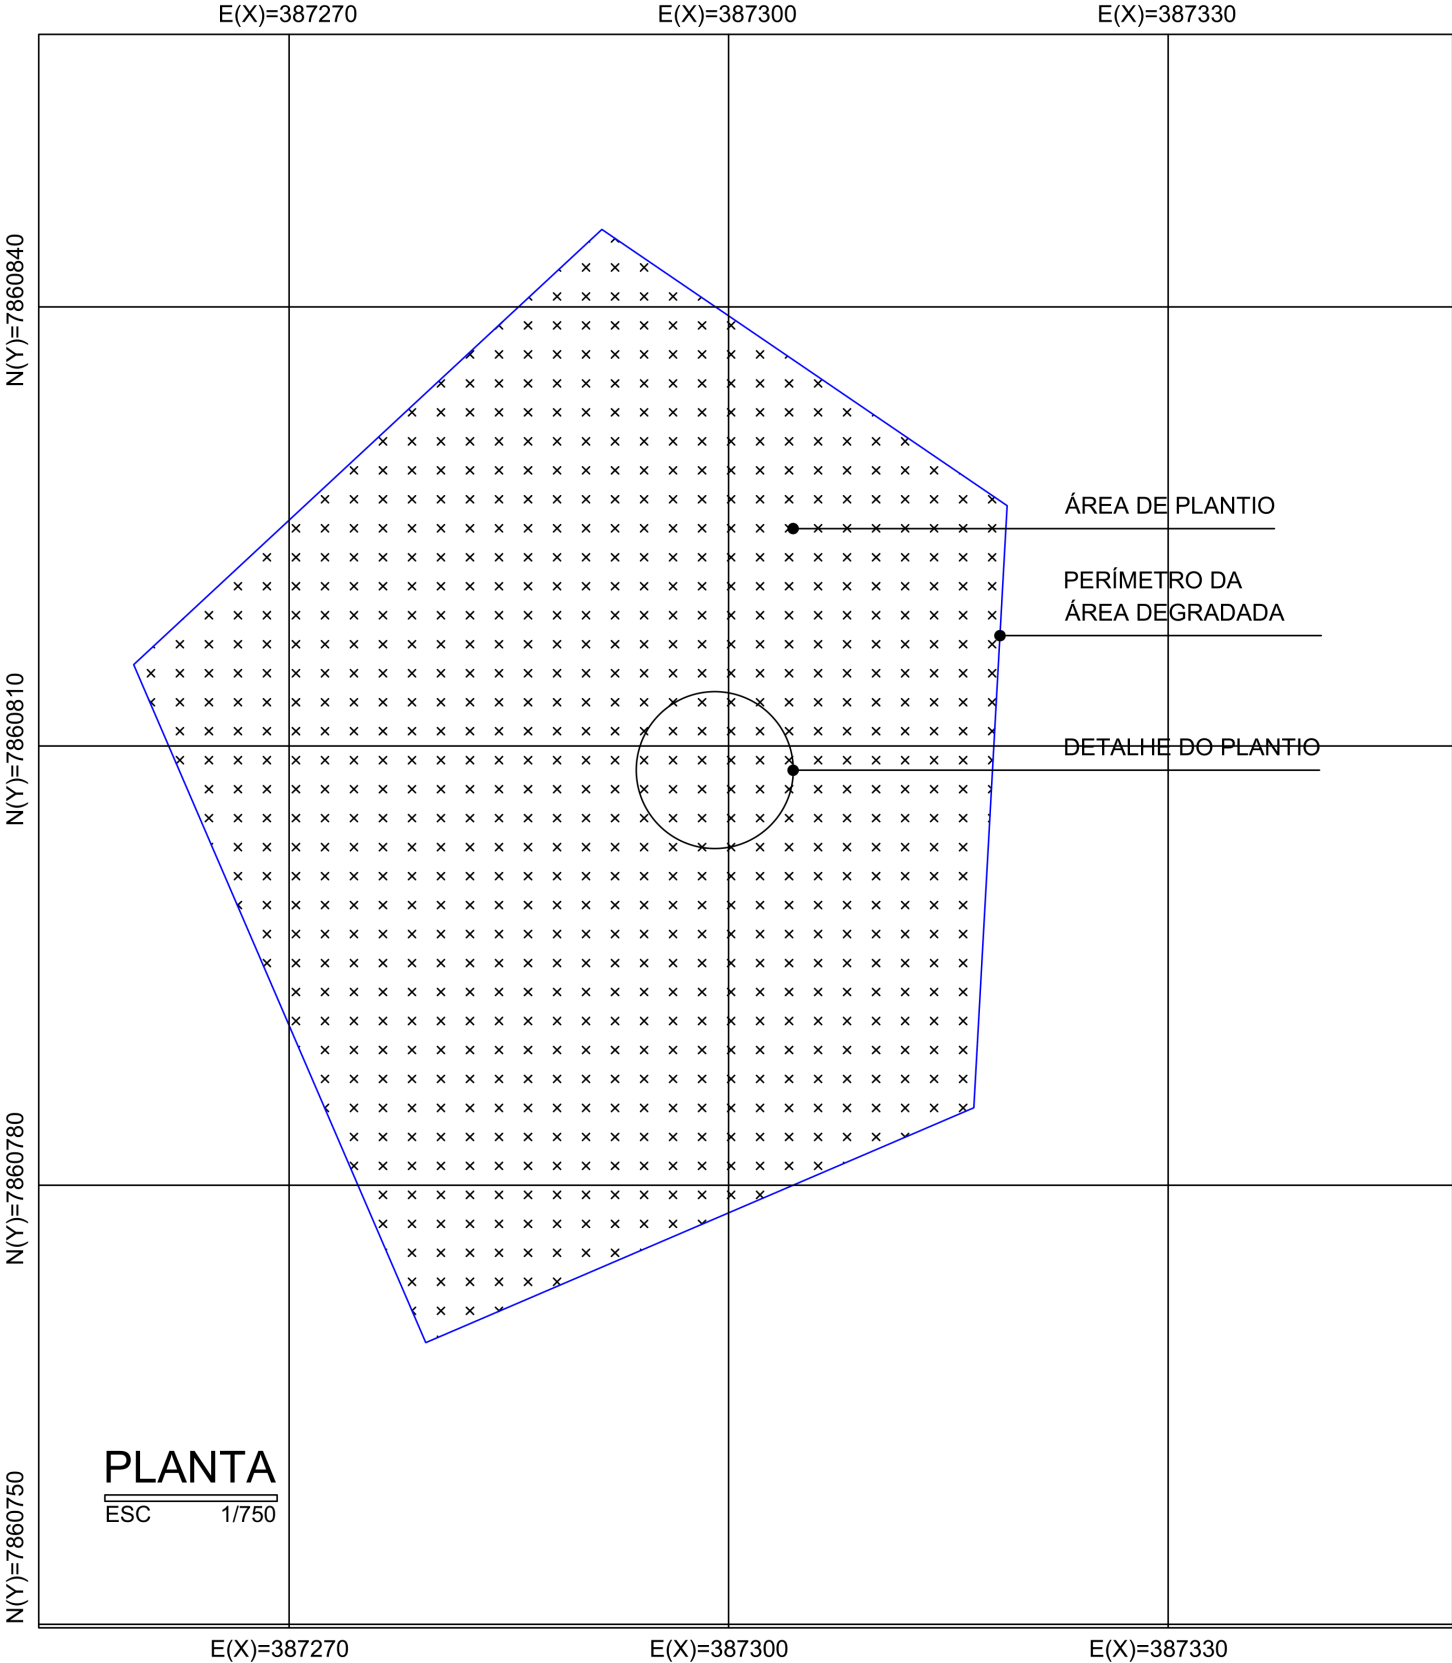 E(X)=387270
E(X)=387300
E(X)=387330
N(Y)=7860840
ÁREA DE PLANTIO
PERÍMETRO DA
ÁREA DEGRADADA
N(Y)=7860810
DETALHE DO PLANTIO
N(Y)=7860780
PLANTA
ESC 1/750
N(Y)=7860750
E(X)=387270
E(X)=387300
E(X)=387330